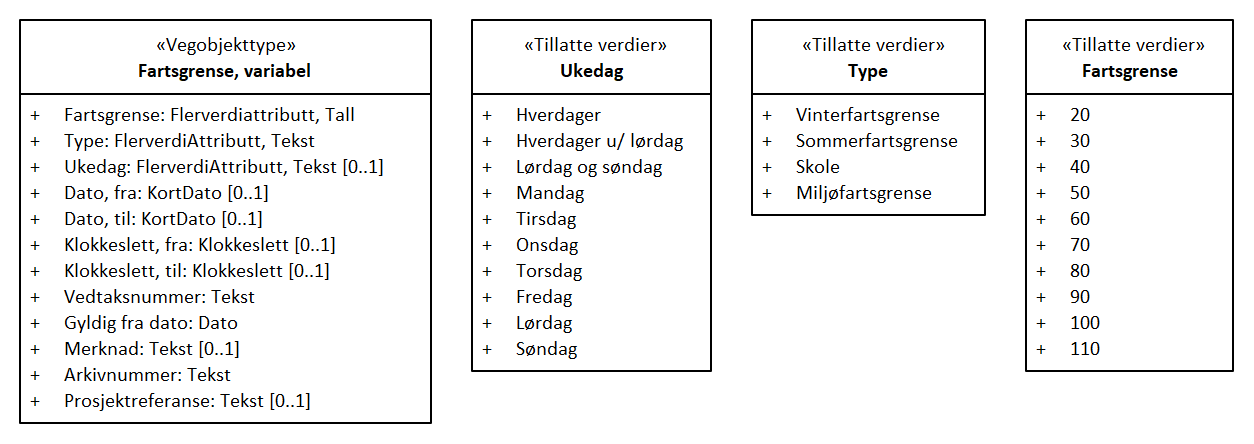 «Vegobjekttype»
Fartsgrense, variabel
+ Fartsgrense: Flerverdiattributt, Tall
+ Type: FlerverdiAttributt, Tekst
+ Ukedag: FlerverdiAttributt, Tekst [0..1]
+ Dato, fra: KortDato [0..1]
+ Dato, til: KortDato [0..1]
+ Klokkeslett, fra: Klokkeslett [0..1]
+ Klokkeslett, til: Klokkeslett [0..1]
+ Vedtaksnummer: Tekst
+ Gyldig fra dato: Dato
+ Merknad: Tekst [0..1]
+ Arkivnummer: Tekst
+ Prosjektreferanse: Tekst [0..1]
«Tillatte verdier»
Ukedag
+ Hverdager
+ Hverdager u/ lørdag
+ Lørdag og søndag
+ Mandag
+ Tirsdag
+ Onsdag
+ Torsdag
+ Fredag
+ Lørdag
+ Søndag
«Tillatte verdier»
Type
+ Vinterfartsgrense
+ Sommerfartsgrense
+ Skole
+ Miljøfartsgrense
«Tillatte verdier»
Fartsgrense
+ 20
+ 30
+ 40
+ 50
+ 60
+ 70
+ 80
+ 90
+ 100
+ 110